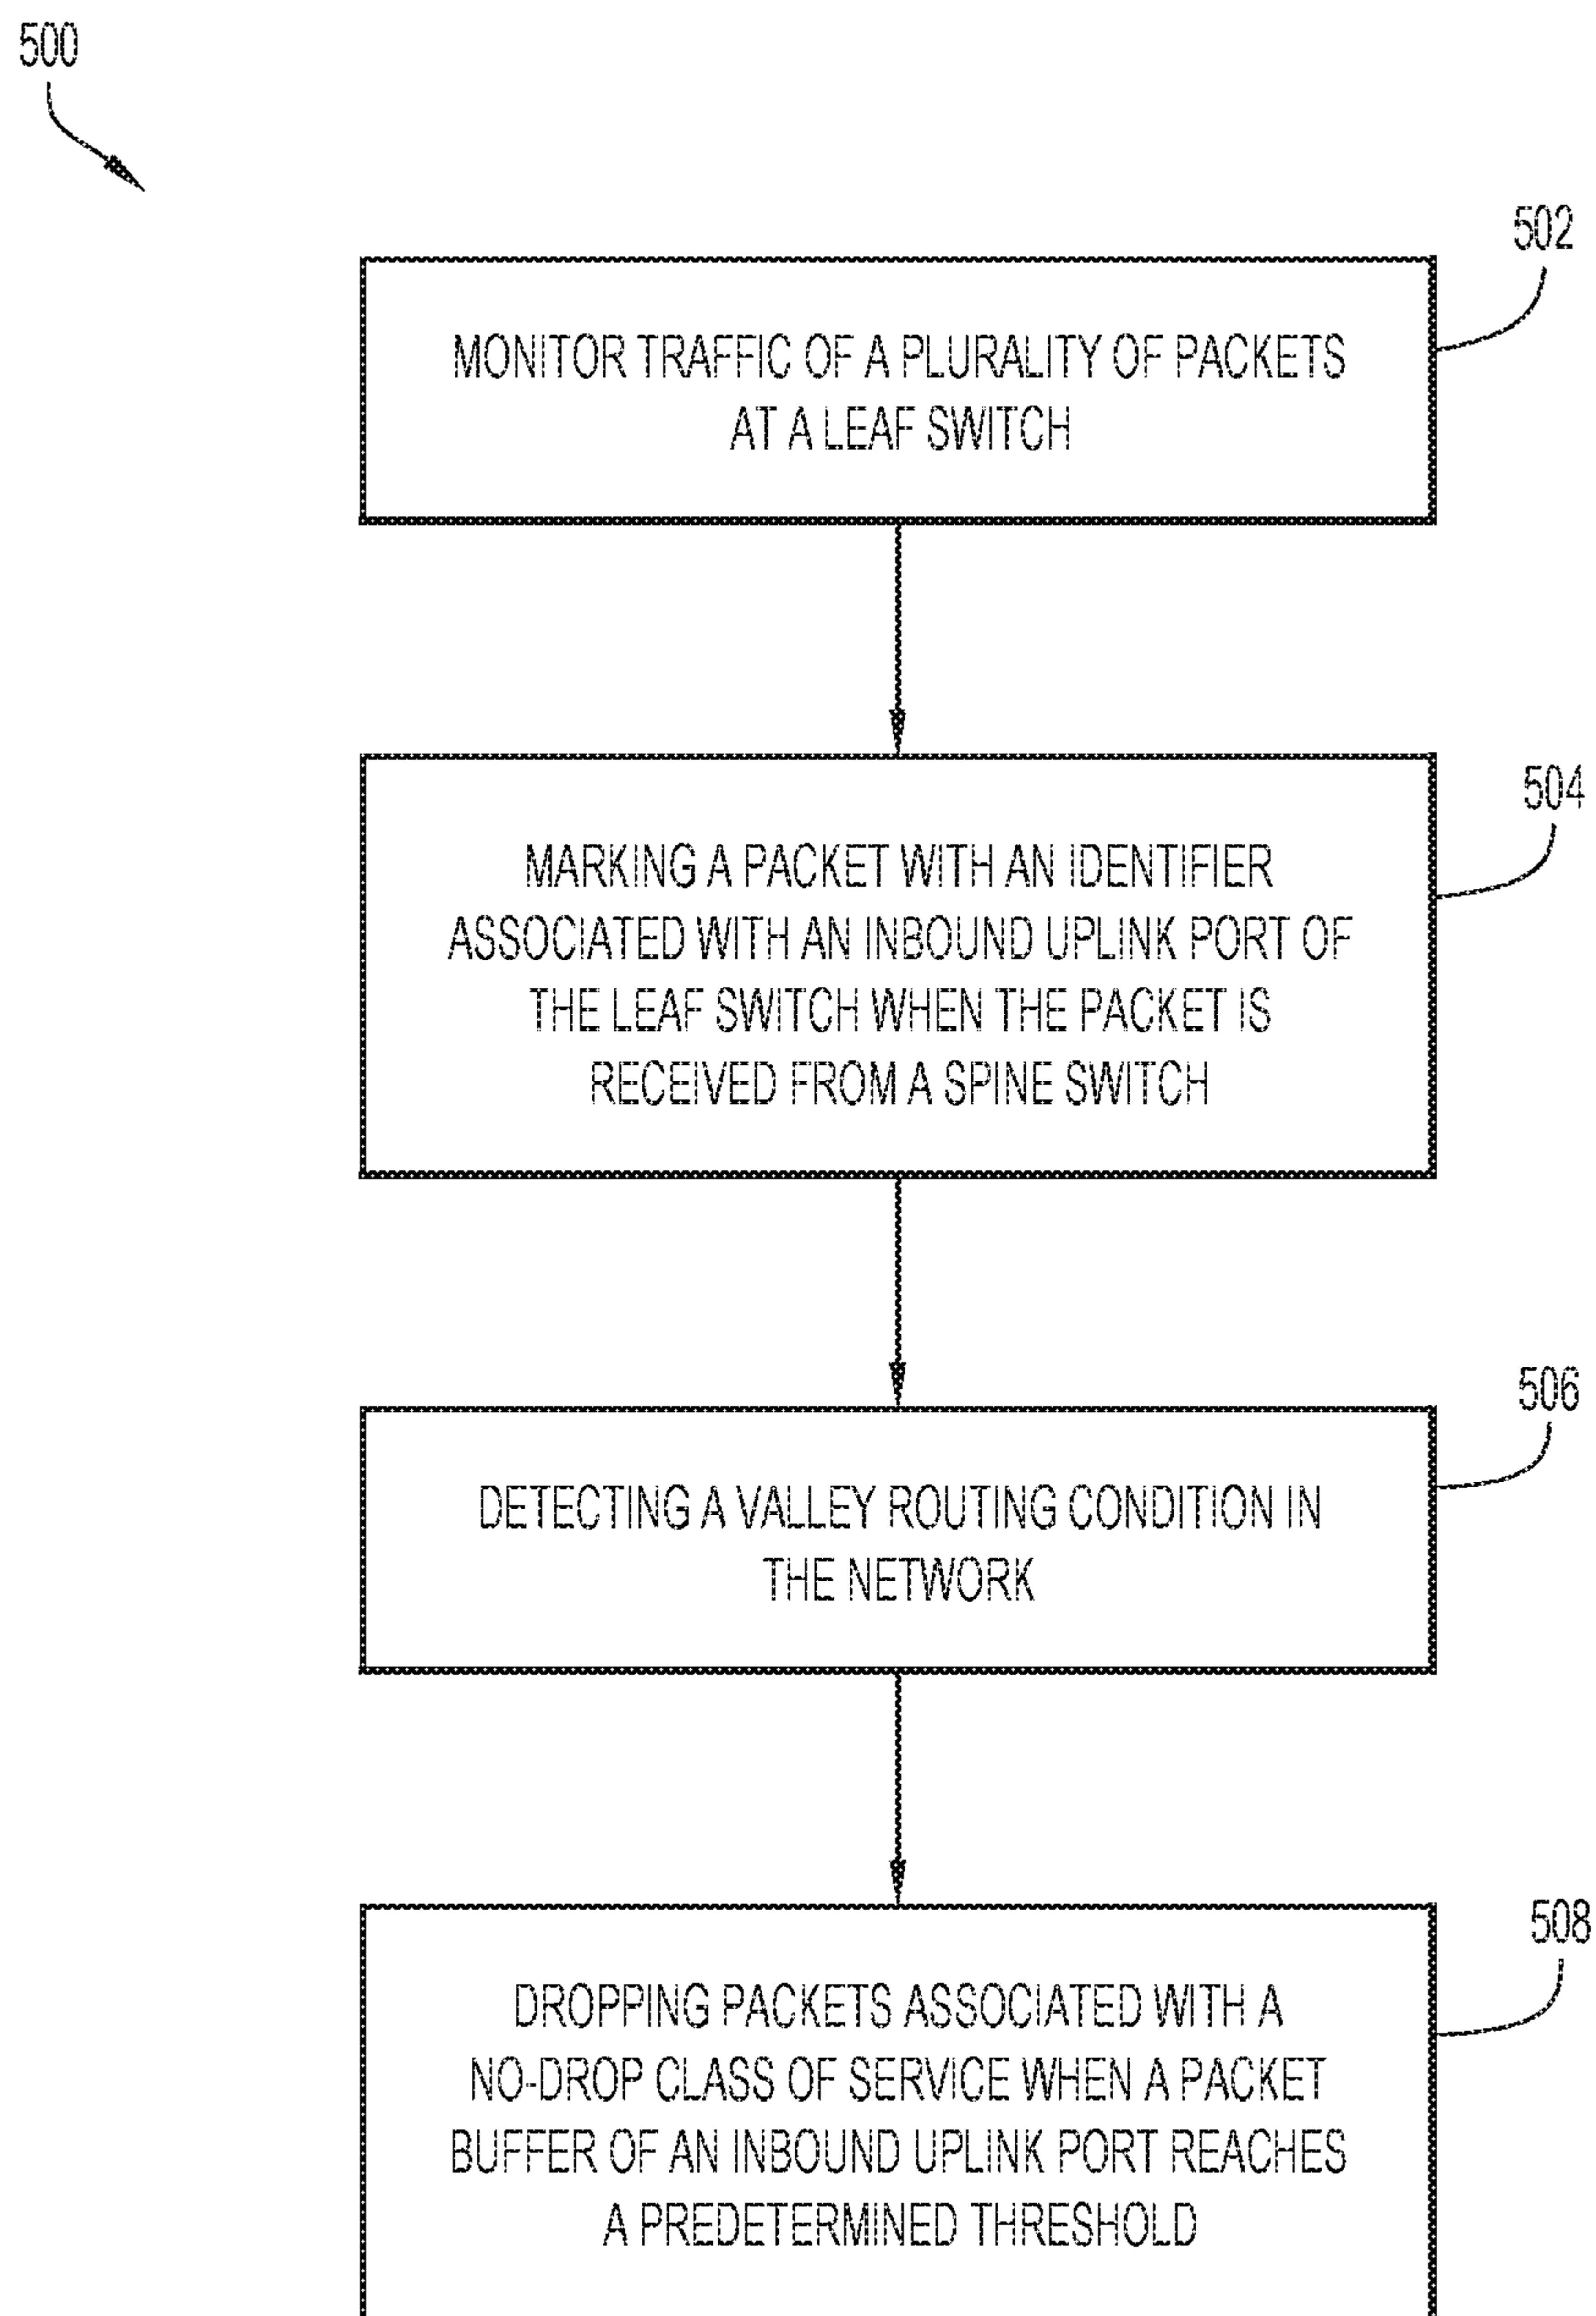 500
502
MONITOR TRAFFIC OF A PLURALITY OF PACKETS
AT A LEAF SWITCH
504
MARKING A PACKET WITH AN IDENTIFIER
ASSOCIATED WITH AN INBOUND UPLINK PORT OF
THE LEAF SWITCH WHEN THE PACKET IS
RECEIVED FROM A SPINE SWITCH
506
DETECTING A VALLEY ROUTING CONDITION IN
THE NETWORK
508
DROPPING PACKETS ASSOCIATED WITH A
NO-DROP CLASS OF SERVICE WHEN A PACKET
BUFFER OF AN INBOUND UPLINK PORT REACHES
A PREDETERMINED THRESHOLD